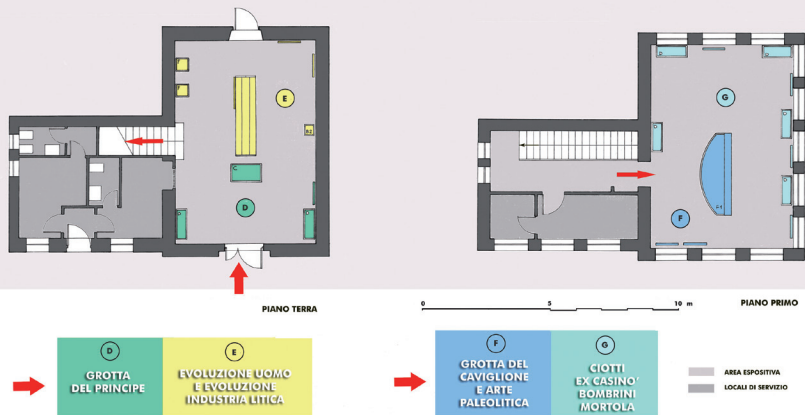 E
G
D
F
PIANO TERRA
0
5
10 m
PIANO PRIMO
D
GROTTA
DEL PRINCIPE
E
EVOLUZIONE UOMO
E EVOLUZIONE
INDUSTRIA LITICA
F
GROTTA DEL
CAVIGLIONE
E ARTE
PALEOLITICA
G
CIOTTI
EX CASINO'
BOMBRINI
MORTOLA
AREA ESPOSITIVA
LOCALI DI SERVIZIO